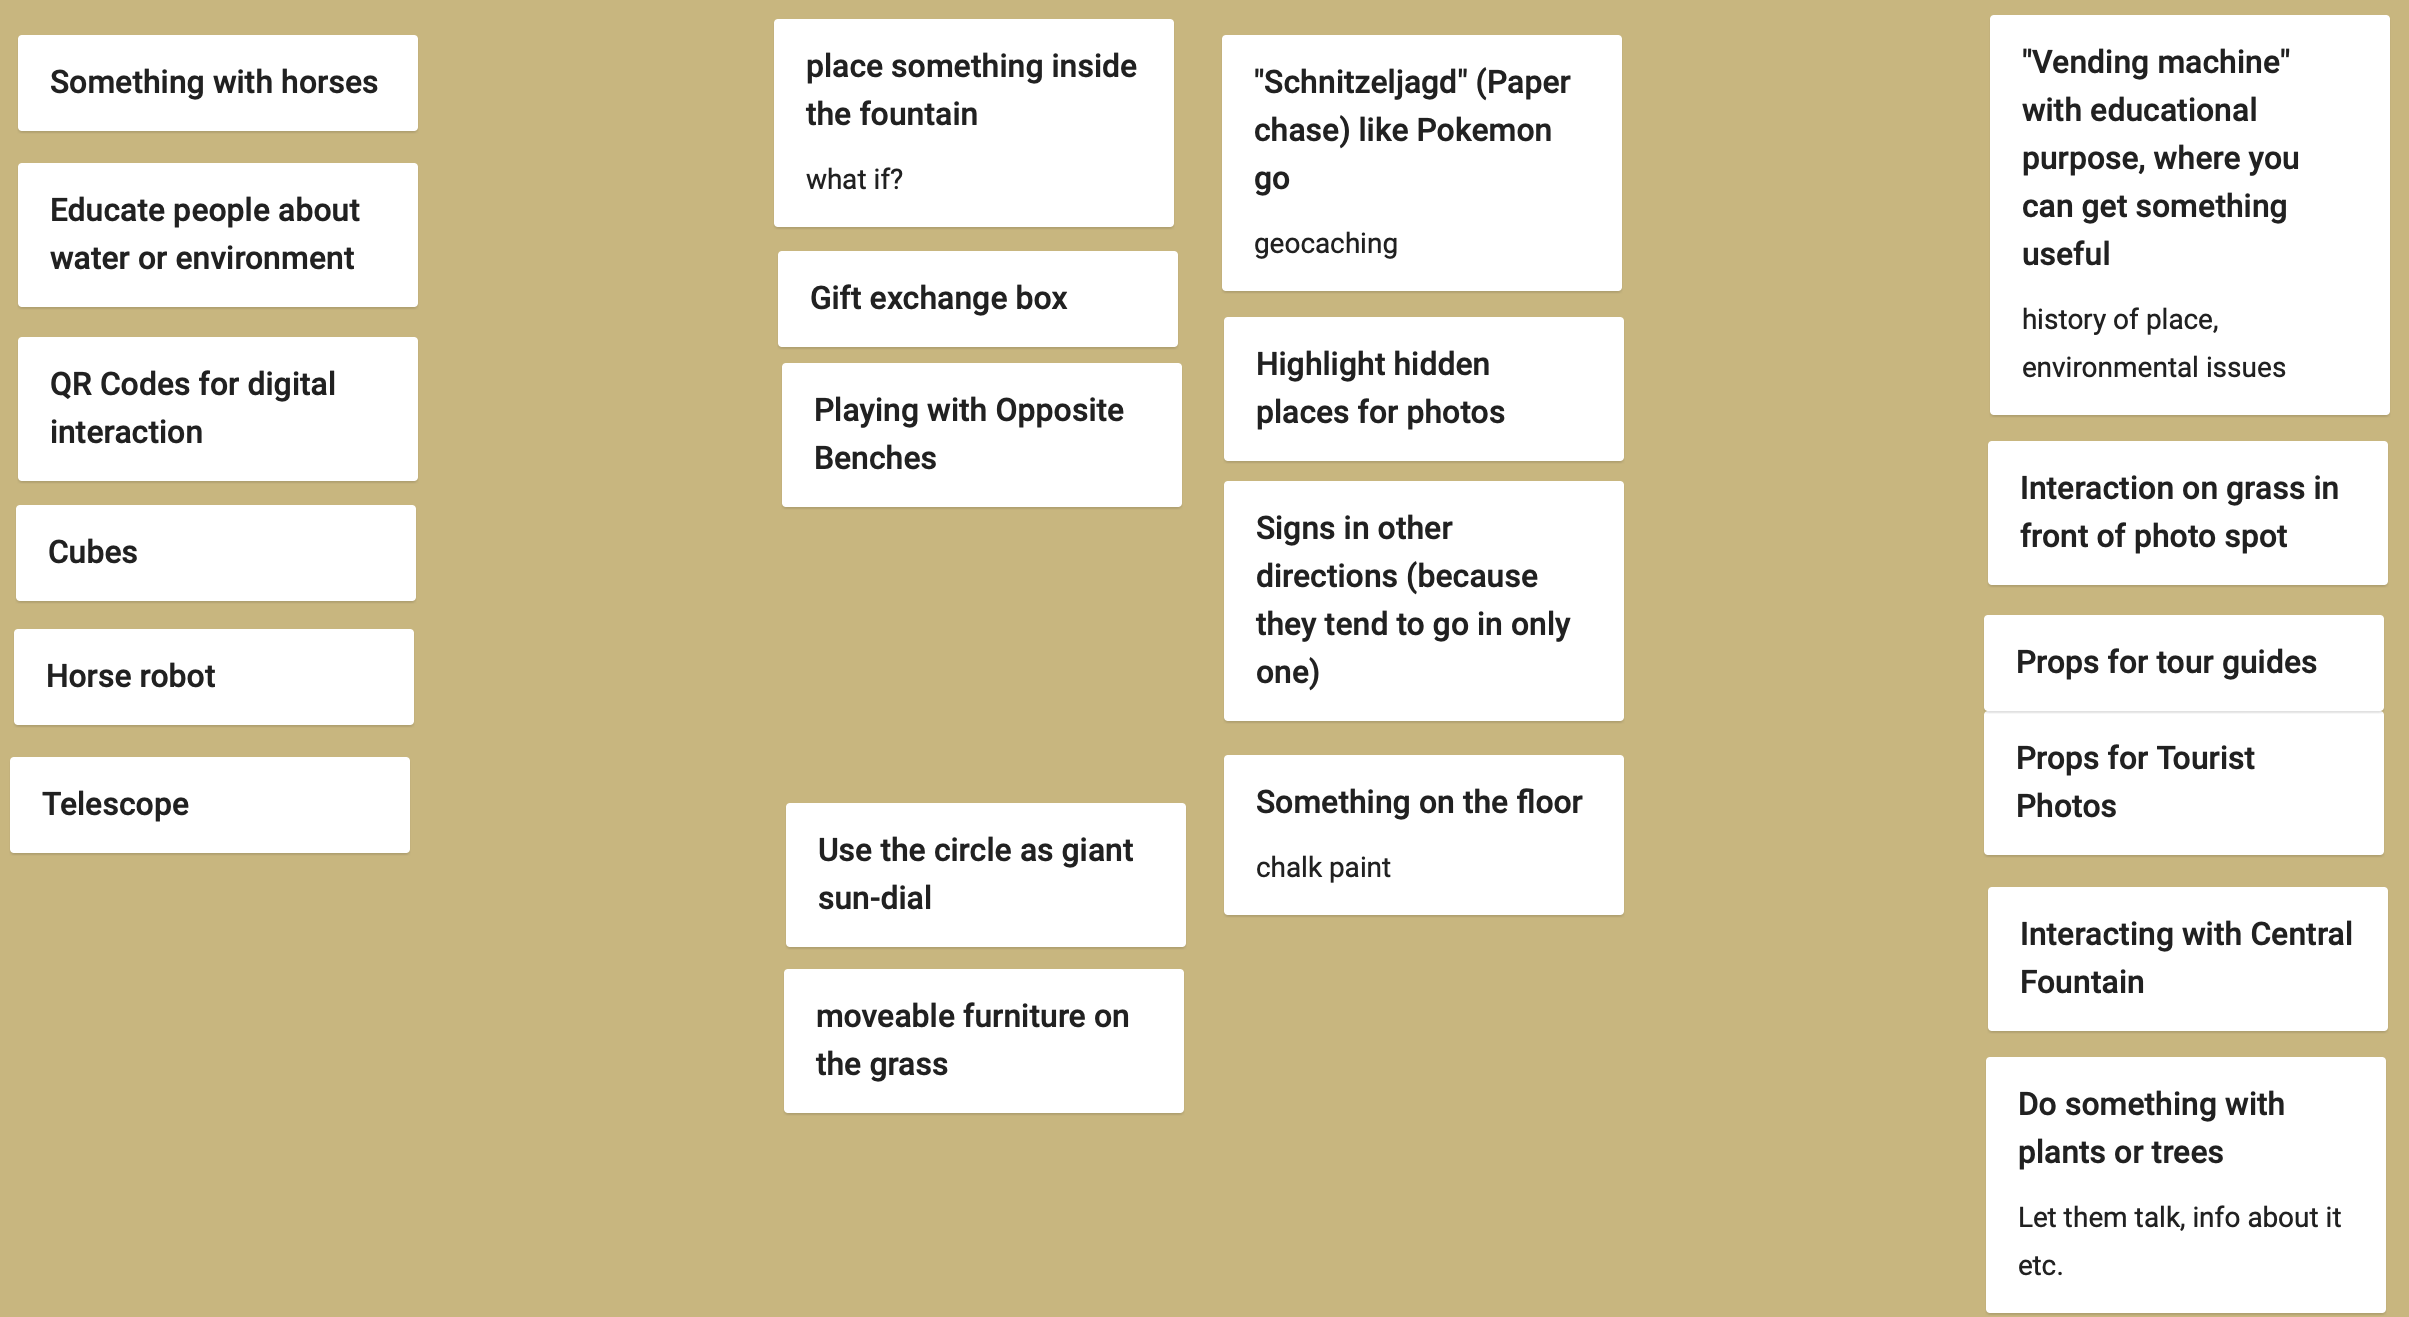 Something with horses
Educate people about
water or environment
QR Codes for digital
interaction
Cubes
Horse robot
Telescope
place something inside
the fountain
what if?
Gift exchange box
Playing with Opposite
Benches
Use the circle as giant
sun-dial
moveable furniture on
the grass
"Schnitzeljagd" (Paper
chase) like Pokemon
go
geocaching
Highlight hidden
places for photos
Signs in other
directions (because
they tend to go in only
one)
Something on the floor
chalk paint
"Vending machine"
with educational
purpose, where you
can get something
useful
history of place,
environmental issues
Interaction on grass in
front of photo spot
Props for tour guides
Props for Tourist
Photos
Interacting with Central
Fountain
Do something with
plants or trees
Let them talk, info about it
etc.